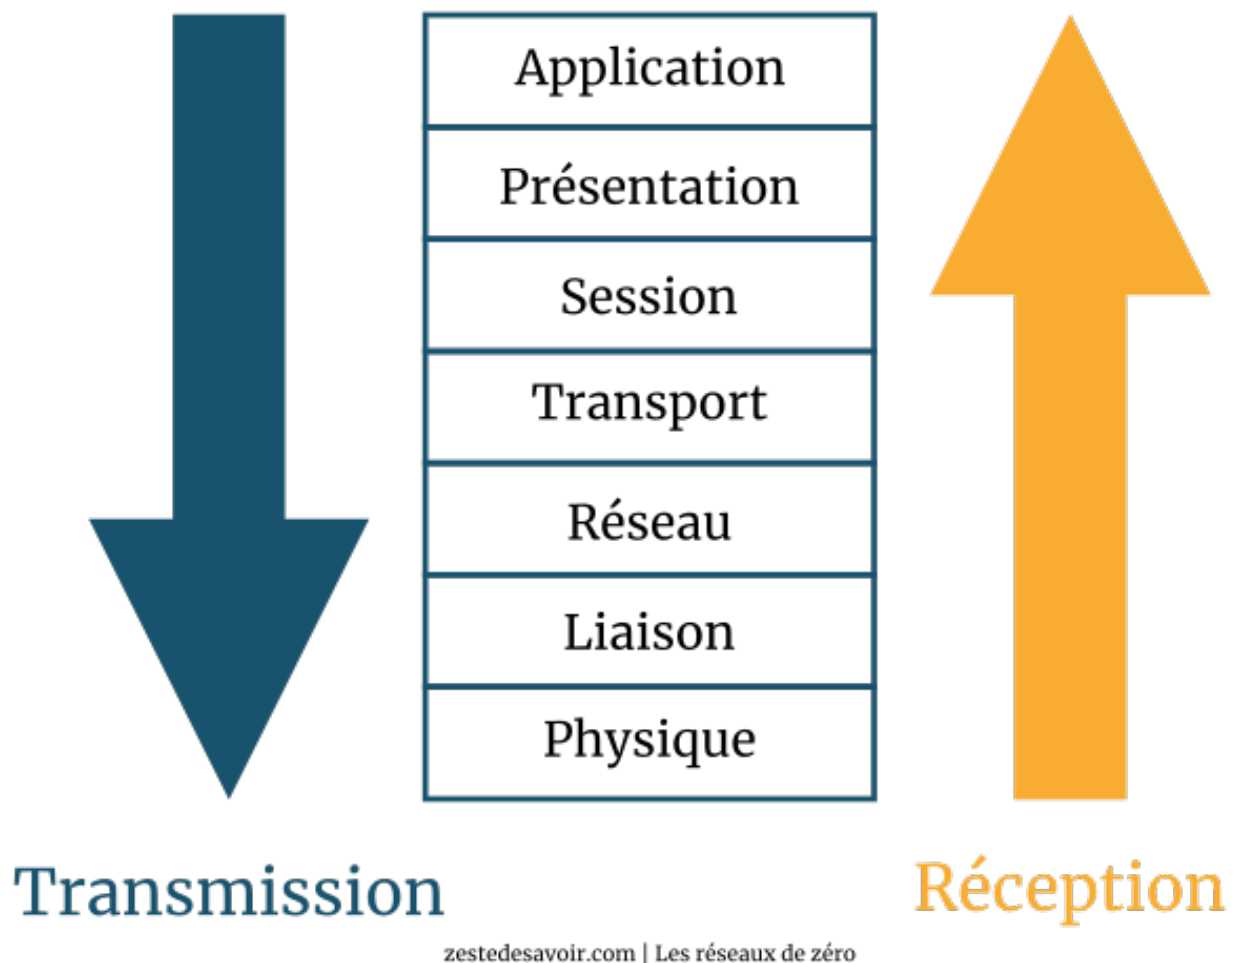 Application
Présentation
Session
Transport
Réseau
Liaison
Physique
Transmission
Réception
zestedesavoir.com | Les réseaux de zéro